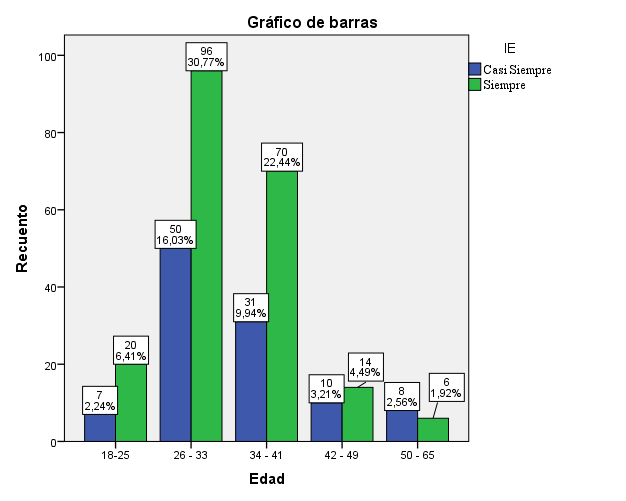 Gráfico de barras
IE
Casi Siempre
Siempre
Recuento
100
80
60
40
20
0
7
2,24%
20
6,41%
50
16,03%
96
30,77%
31
9,94%
70
22,44%
10
3,21%
14
4,49%
8
2,56%
6
1,92%
18-25
26 - 33
34 - 41
42 - 49
50 - 65
Edad